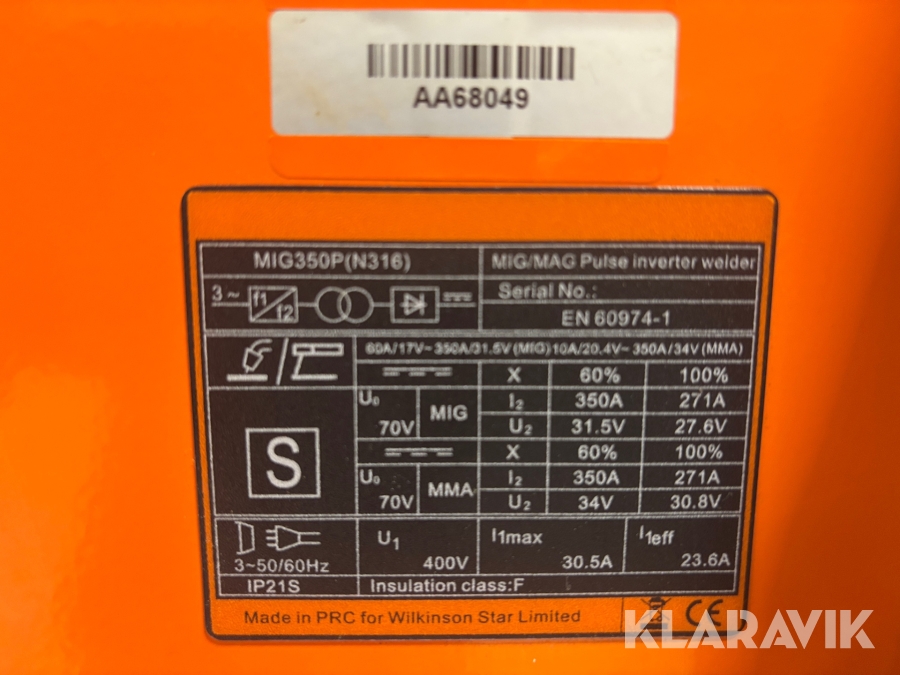 AA68049
MIG350P(N316) MIG/MAG Pulse inverter welder
3~ f1 f2 Serial No.:
EN 60974-1
60A/17V~350A/31.5V(MIG)10A/20.4V~350A/34V(MMA)
X 60% 100%
U₀ 70V MIG I₂ 350A 271A
U₂ 31.5V 27.6V
S X 60% 100%
U₀ 70V MMA I₂ 350A 271A
U₂ 34V 30.8V
3~50/60Hz U₁ 400V I1max 30.5A I₁eff 23.6A
IP21S Insulation class:F
Made in PRC for Wilkinson Star Limited CE
KLARAVIK